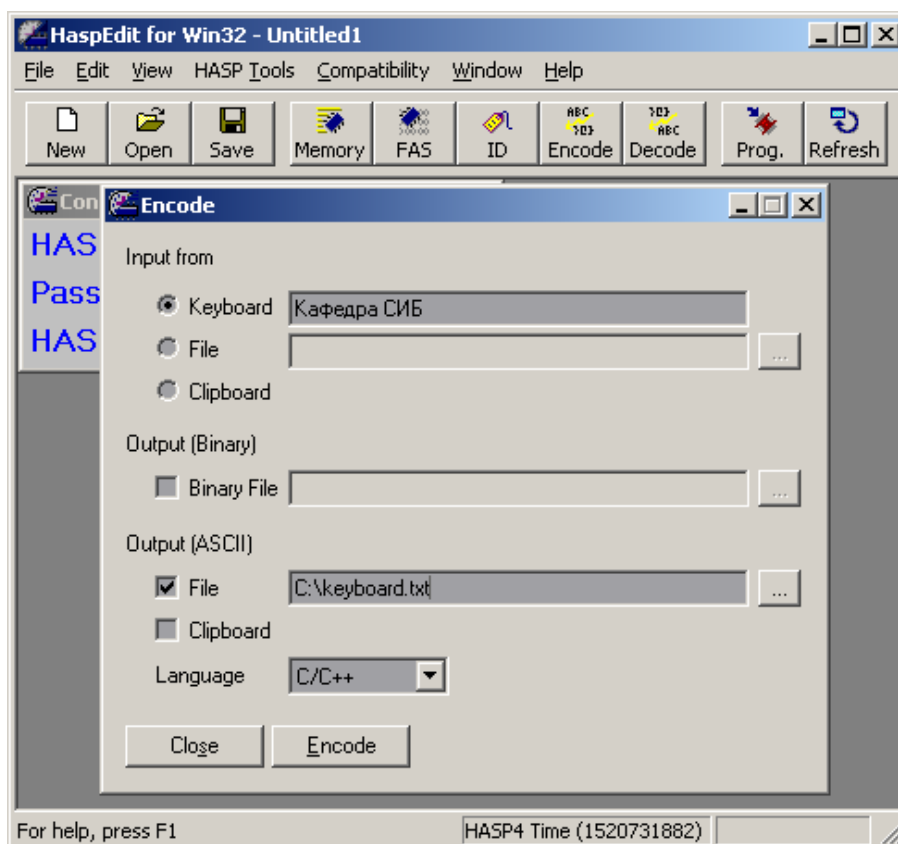 HaspEdit for Win32 - Untitled1
File Edit View HASP Tools Compatibility Window Help
New Open Save Memory FAS ID Encode Decode Prog. Refresh
Con
HAS
Pass
HAS
Encode
Input from
Keyboard Кафедра СИБ
File ...
Clipboard
Output (Binary)
Binary File ...
Output (ASCII)
File C:\keyboard.txt ...
Clipboard
Language C/C++
Close Encode
For help, press F1 HASP4 Time (1520731882)